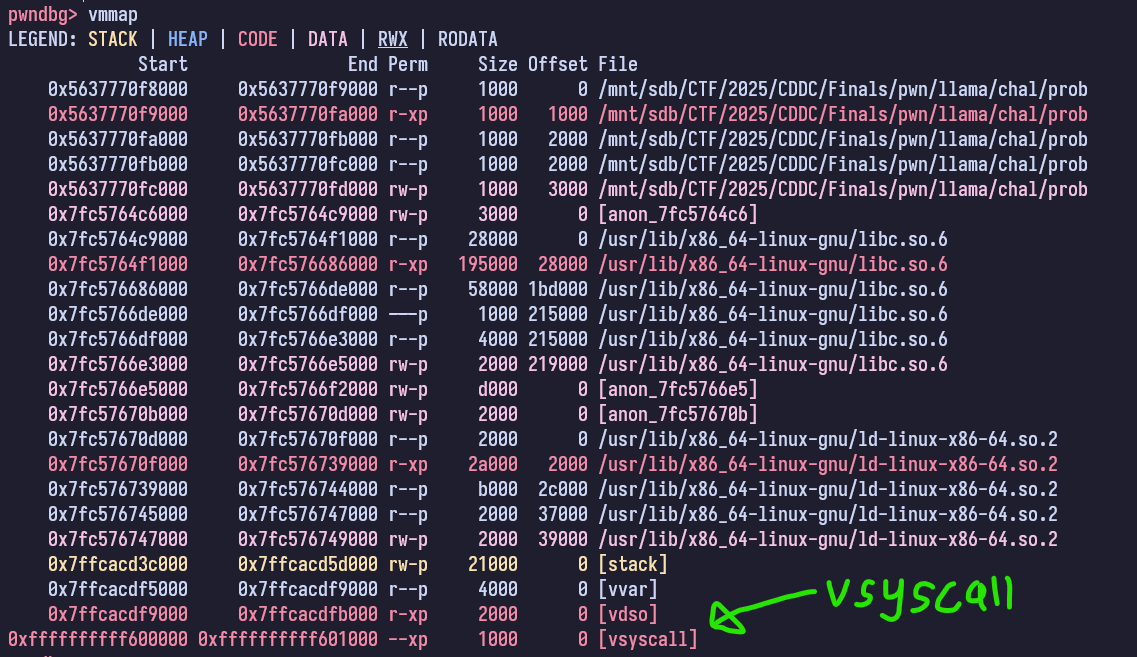 pwndbg> vmmap
LEGEND: STACK | HEAP | CODE | DATA | RWX | RODATA
Start End Perm Size Offset File
0x5637770f8000 0x5637770f9000 r--p 1000 0 /mnt/sdb/CTF/2025/CDDC/Finals/pwn/llama/chal/prob
0x5637770f9000 0x5637770fa000 r-xp 1000 1000 /mnt/sdb/CTF/2025/CDDC/Finals/pwn/llama/chal/prob
0x5637770fa000 0x5637770fb000 r--p 1000 2000 /mnt/sdb/CTF/2025/CDDC/Finals/pwn/llama/chal/prob
0x5637770fb000 0x5637770fc000 r--p 1000 2000 /mnt/sdb/CTF/2025/CDDC/Finals/pwn/llama/chal/prob
0x5637770fc000 0x5637770fd000 rw-p 1000 3000 /mnt/sdb/CTF/2025/CDDC/Finals/pwn/llama/chal/prob
0x7fc5764c6000 0x7fc5764c9000 rw-p 3000 0 [anon_7fc5764c6]
0x7fc5764c9000 0x7fc5764f1000 r--p 28000 0 /usr/lib/x86_64-linux-gnu/libc.so.6
0x7fc5764f1000 0x7fc576686000 r-xp 195000 28000 /usr/lib/x86_64-linux-gnu/libc.so.6
0x7fc576686000 0x7fc5766de000 r--p 58000 1bd000 /usr/lib/x86_64-linux-gnu/libc.so.6
0x7fc5766de000 0x7fc5766df000 ---p 1000 215000 /usr/lib/x86_64-linux-gnu/libc.so.6
0x7fc5766df000 0x7fc5766e3000 r--p 4000 215000 /usr/lib/x86_64-linux-gnu/libc.so.6
0x7fc5766e3000 0x7fc5766e5000 rw-p 2000 219000 /usr/lib/x86_64-linux-gnu/libc.so.6
0x7fc5766e5000 0x7fc5766f2000 rw-p d000 0 [anon_7fc5766e5]
0x7fc57670b000 0x7fc57670d000 rw-p 2000 0 [anon_7fc57670b]
0x7fc57670d000 0x7fc57670f000 r--p 2000 0 /usr/lib/x86_64-linux-gnu/ld-linux-x86-64.so.2
0x7fc57670f000 0x7fc576739000 r-xp 2a000 2000 /usr/lib/x86_64-linux-gnu/ld-linux-x86-64.so.2
0x7fc576739000 0x7fc576744000 r--p b000 2c000 /usr/lib/x86_64-linux-gnu/ld-linux-x86-64.so.2
0x7fc576745000 0x7fc576747000 r--p 2000 37000 /usr/lib/x86_64-linux-gnu/ld-linux-x86-64.so.2
0x7fc576747000 0x7fc576749000 rw-p 2000 39000 /usr/lib/x86_64-linux-gnu/ld-linux-x86-64.so.2
0x7ffcacd3c000 0x7ffcacd5d000 rw-p 21000 0 [stack]
0x7ffcacdf5000 0x7ffcacdf9000 r--p 4000 0 [vvar]
vsyscall
0x7ffcacdf9000 0x7ffcacdfb000 r-xp 2000 0 [vdso]
0xffffffffff600000 0xffffffffff601000 --xp 1000 0 [vsyscall]